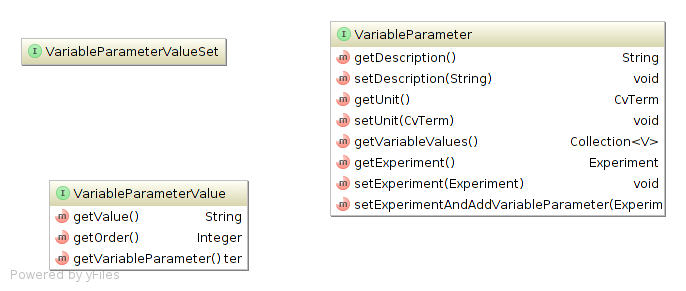 I VariableParameterValueSet
I VariableParameter
m getDescription() String
m setDescription(String) void
m getUnit() CvTerm
m setUnit(CvTerm) void
m getVariableValues() Collection<V>
m getExperiment() Experiment
m setExperiment(Experiment) void
m setExperimentAndAddVariableParameter(Experim
I VariableParameterValue
m getValue() String
m getOrder() Integer
m getVariableParameter() ter
Powered by yFiles